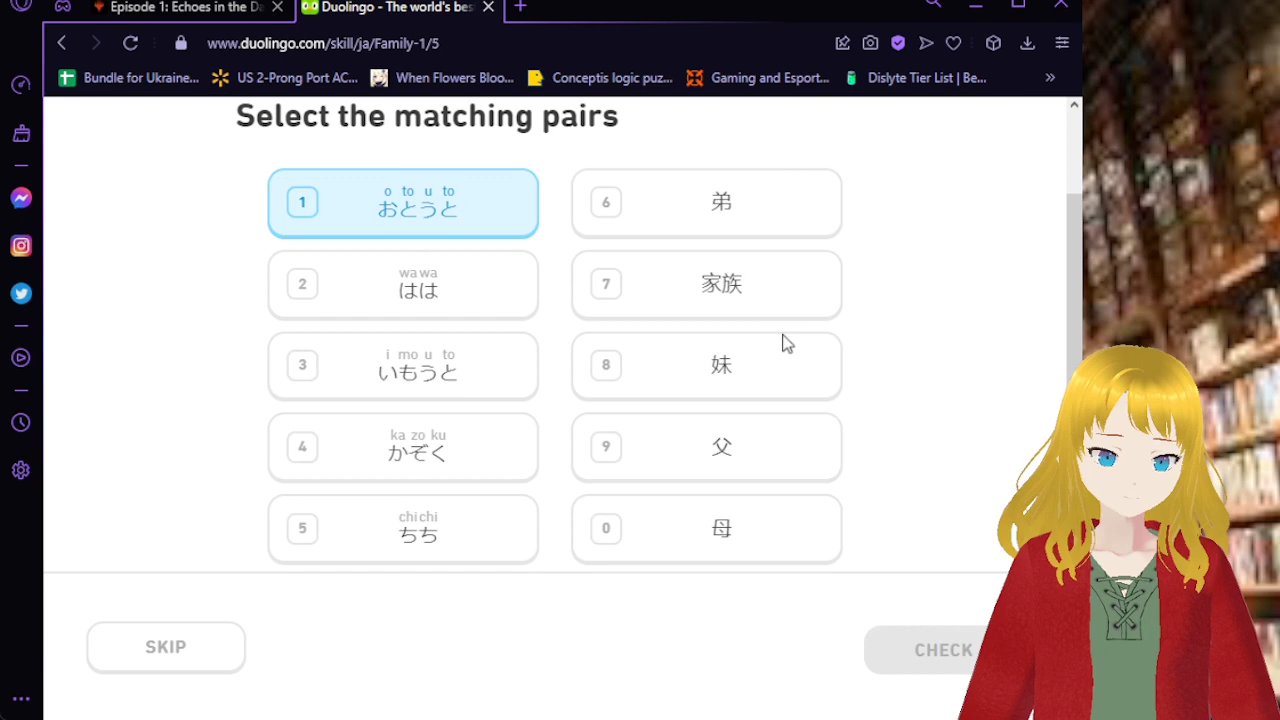 Episode 1: Echoes in the Da
Duolingo - The world's bes
www.duolingo.com/skill/ja/Family-1/5
Bundle for Ukraine... US 2-Prong Port AC... When Flowers Bloo... Conceptis logic puz... Gaming and Esport... Dislyte Tier List | Be... »
Select the matching pairs
o to u to
1 おとうと
6 弟
wa wa
2 はは
7 家族
i mo u to
3 いもうと
8 妹
ka zo ku
4 かぞく
9 父
chi chi
5 ちち
0 母
SKIP
CHECK